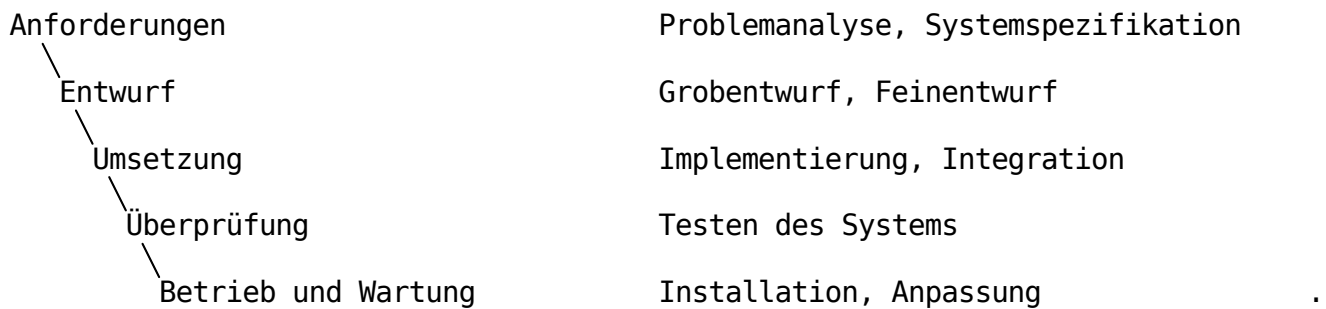 Anforderungen Problemanalyse, Systemspezifikation
Entwurf Grobentwurf, Feinentwurf
Umsetzung Implementierung, Integration
Überprüfung Testen des Systems
Betrieb und Wartung Installation, Anpassung .